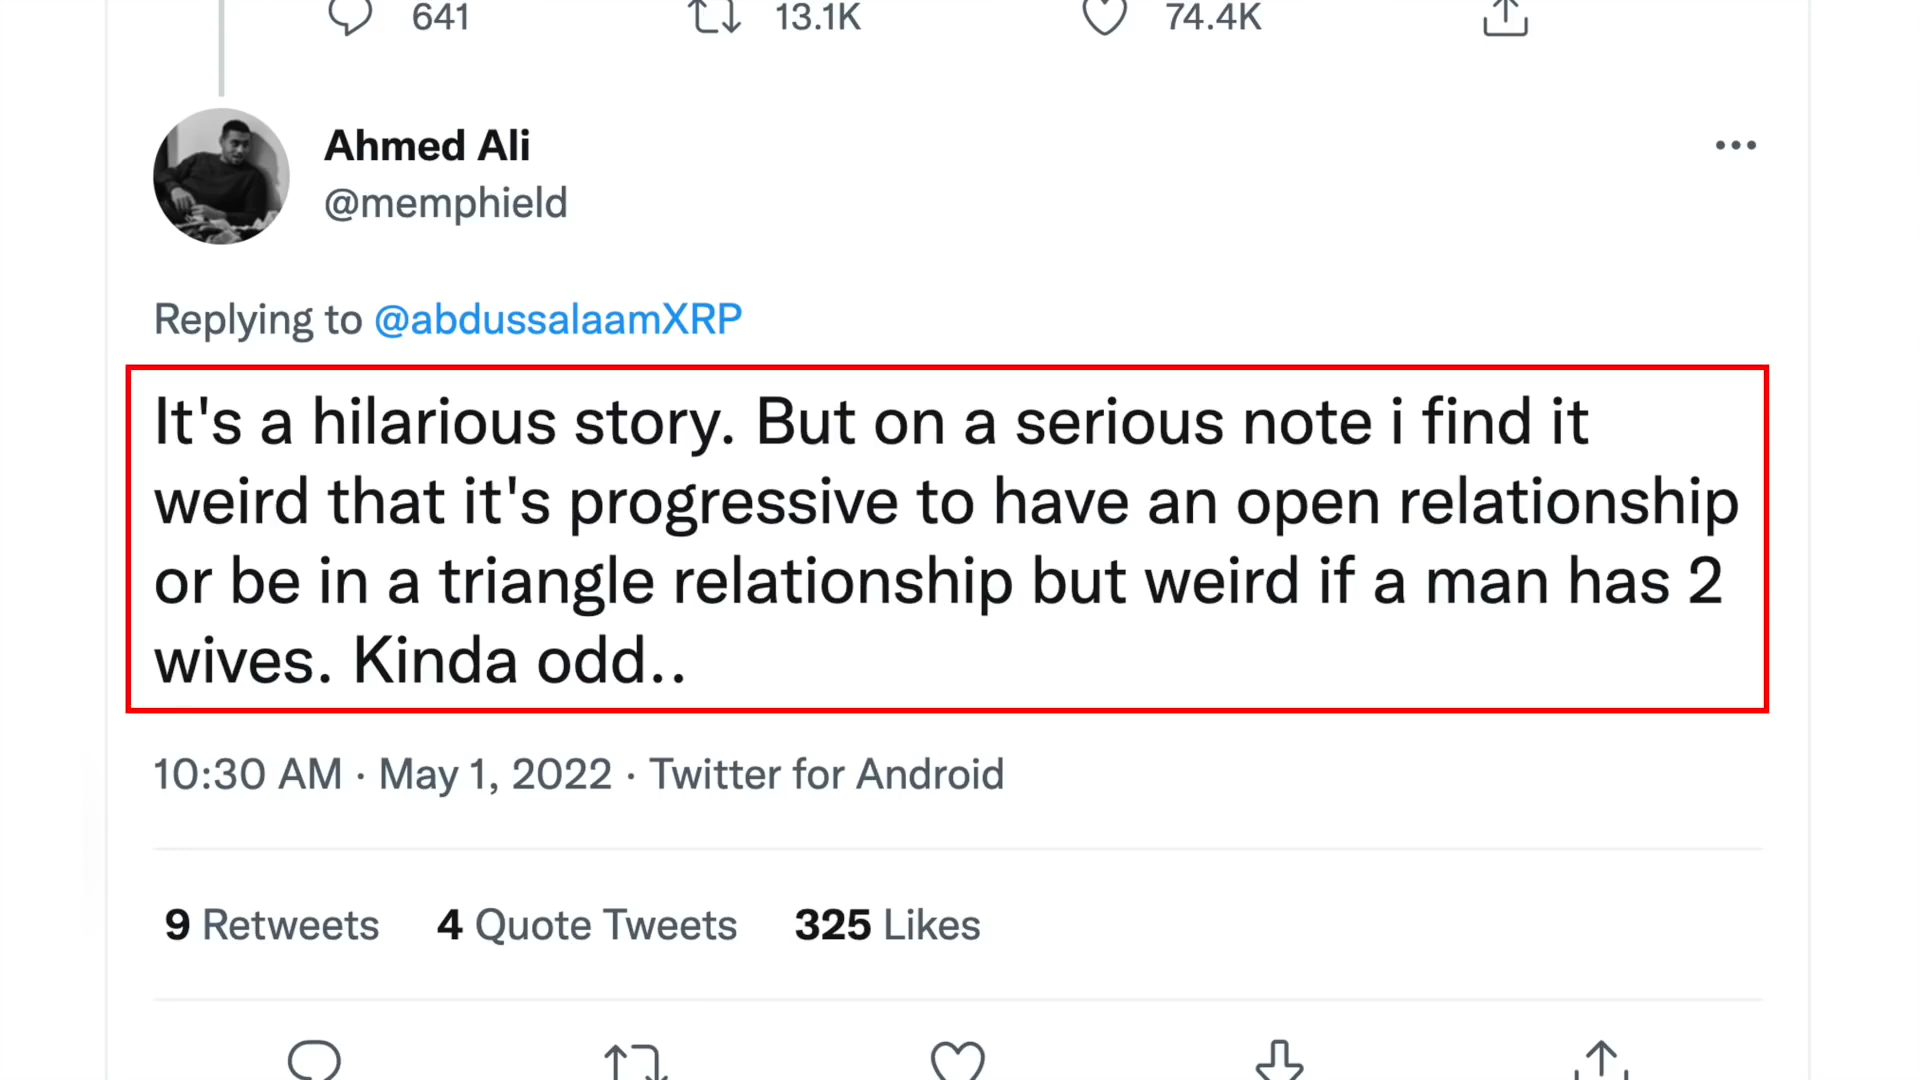 641 13.1K 74.4K
Ahmed Ali
@memphield
Replying to @abdussalaamXRP
It's a hilarious story. But on a serious note i find it
weird that it's progressive to have an open relationship
or be in a triangle relationship but weird if a man has 2
wives. Kinda odd..
10:30 AM · May 1, 2022 · Twitter for Android
9 Retweets 4 Quote Tweets 325 Likes